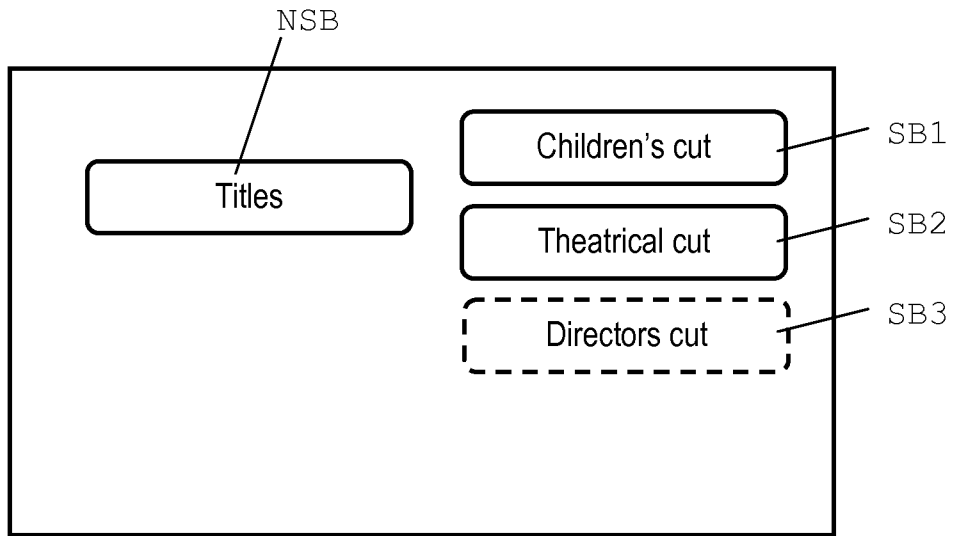 NSB
Children's cut
SB1
Titles
Theatrical cut
SB2
Directors cut
SB3